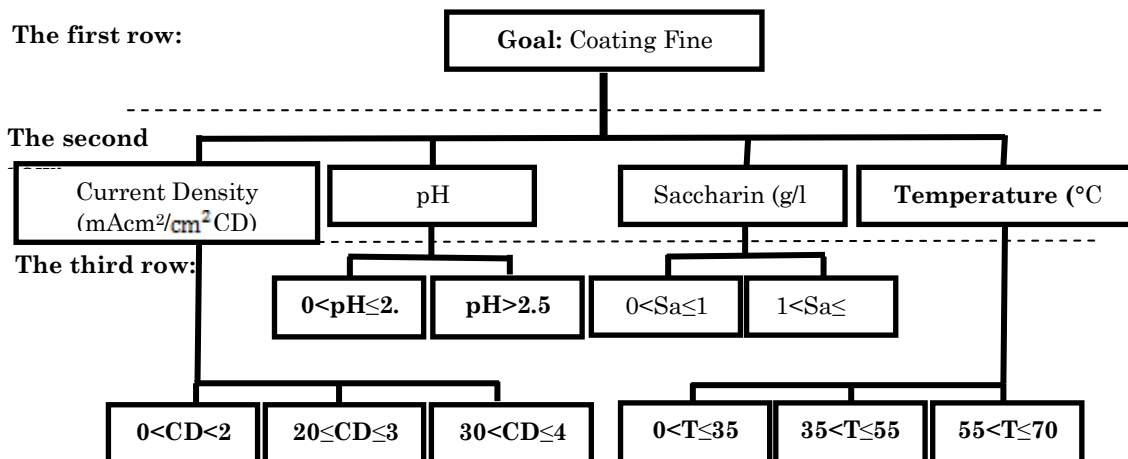 The first row:
Goal: Coating Fine
The second
Current Density
(mAcm²/cm² CD)
pH
Saccharin (g/l
Temperature (°C
The third row:
0<pH≤2.
pH>2.5
0<Sa≤1
1<Sa≤
0<CD<2
20≤CD≤3
30<CD≤4
0<T≤35
35<T≤55
55<T≤70